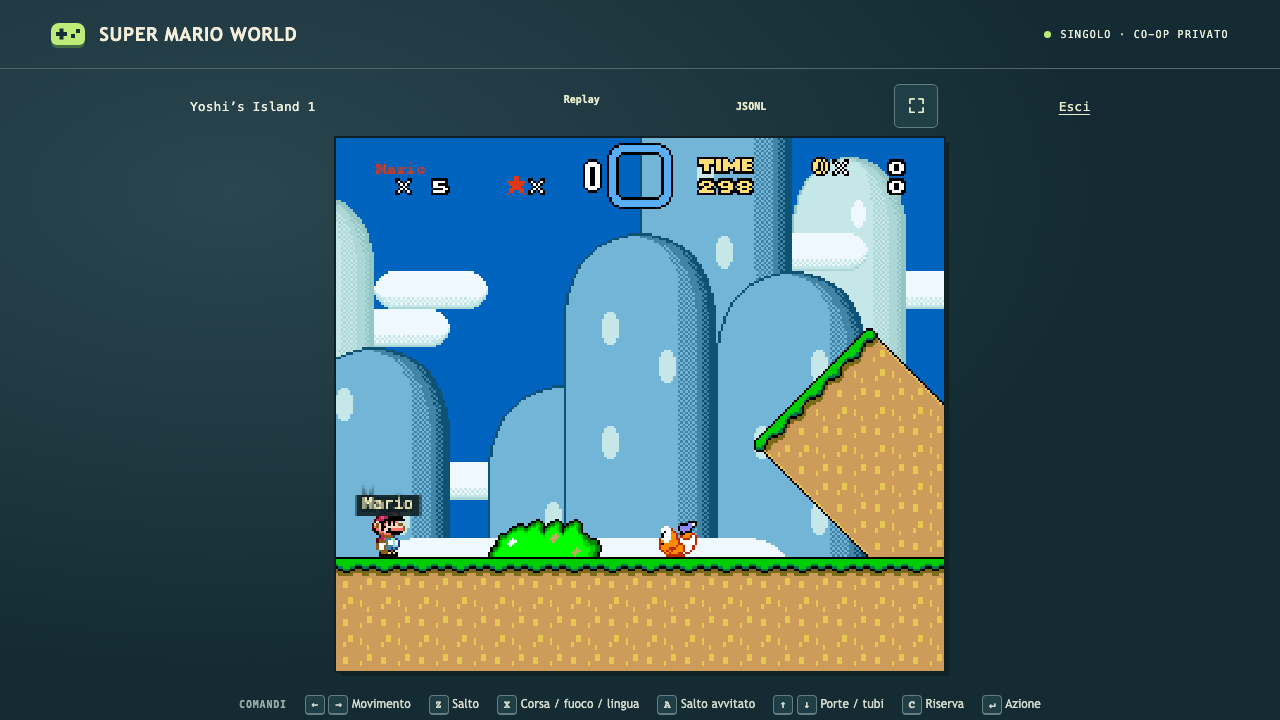 SUPER MARIO WORLD
SINGOLO · CO-OP PRIVATO
Yoshi's Island 1
Replay
JSONL
Esci
Mario
TIME
X 5
X
0
298
X
0
0
Mario
COMANDI ← → Movimento Z Salto X Corsa / fuoco / lingua A Salto avvitato ↑ ↓ Porte / tubi C Riserva ↵ Azione